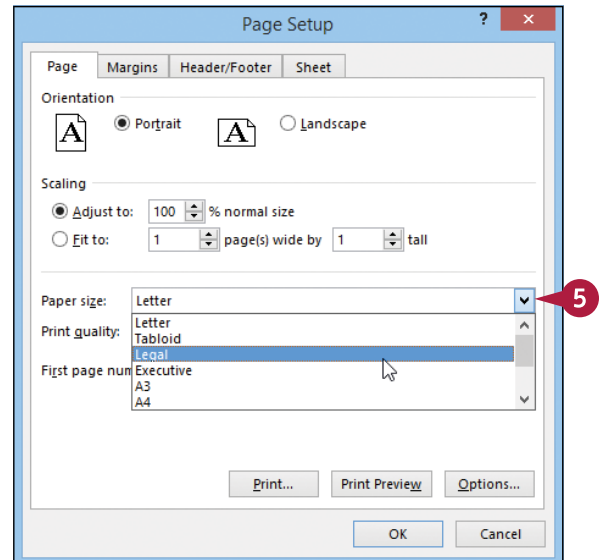 Page Setup ? ×
Page Margins Header/Footer Sheet
Orientation
A Portrait A Landscape
Scaling
Adjust to: 100 % normal size
Fit to: 1 page(s) wide by 1 tall
Paper size: Letter
5
Letter
Print quality:
Tabloid
Legal
First page num Executive
A3
A4
Print... Print Preview Options...
OK Cancel